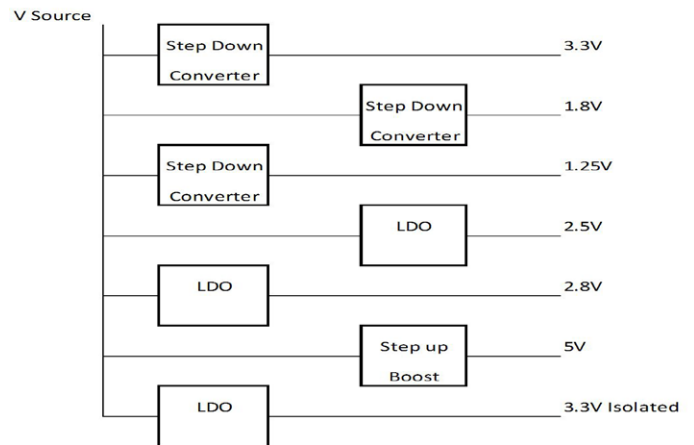 V Source
Step Down
Converter
3.3V
Step Down
Converter
1.8V
Step Down
Converter
1.25V
LDO
2.5V
LDO
2.8V
Step up
Boost
5V
LDO
3.3V Isolated